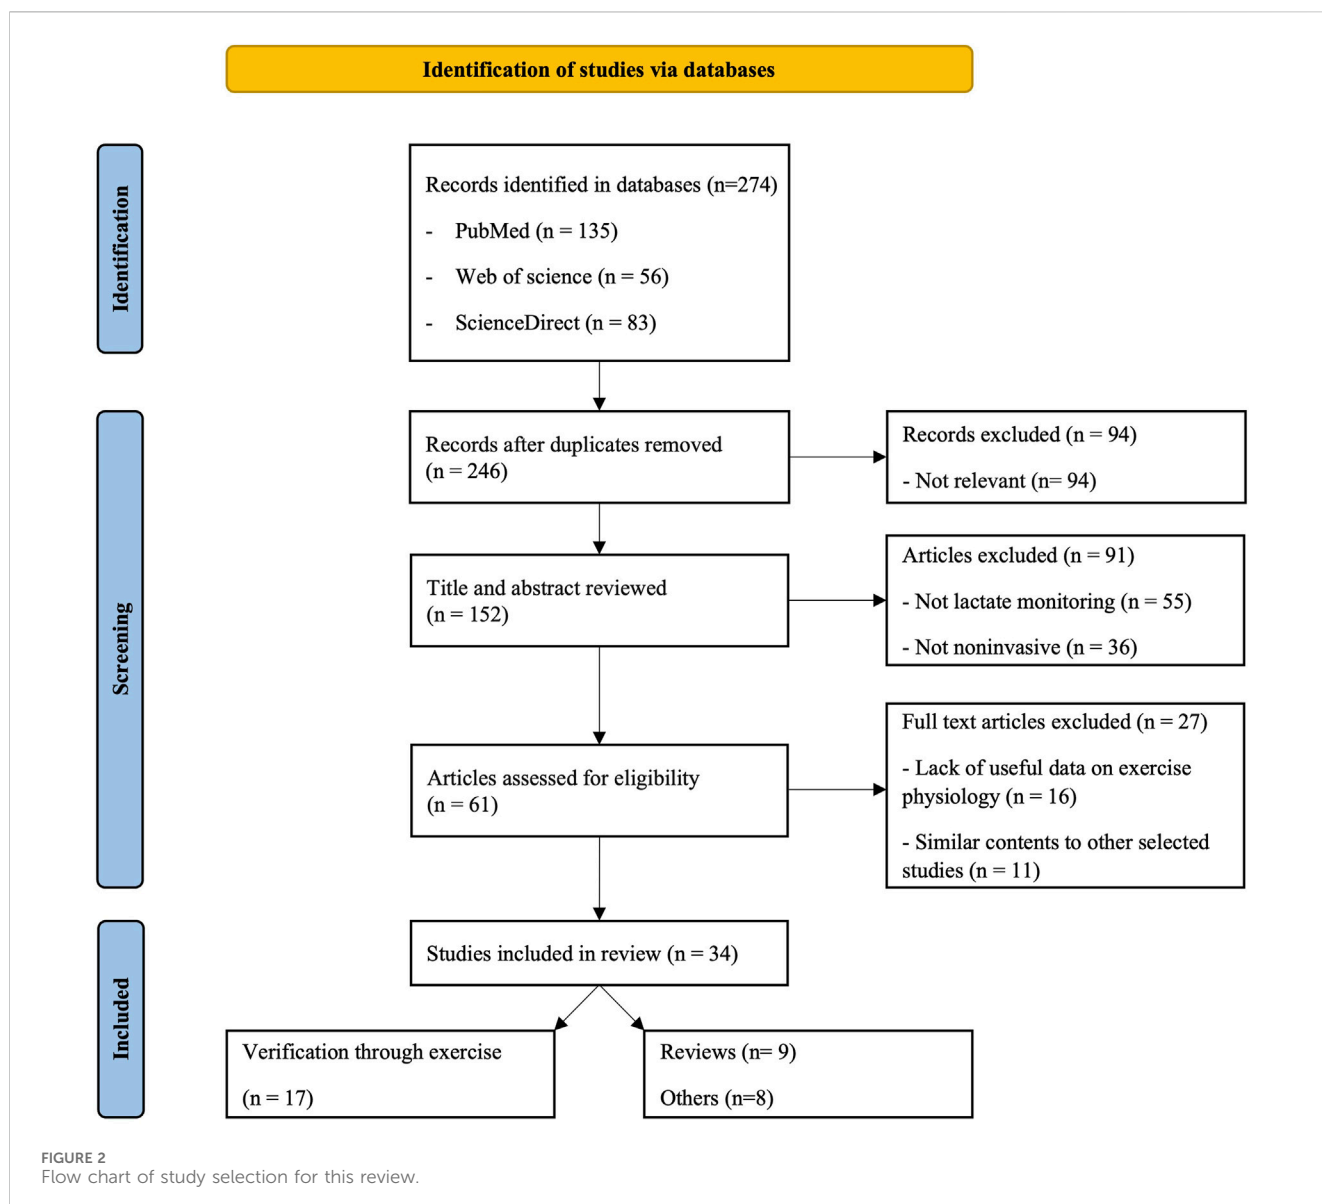 Identification of studies via databases
Identification
Records identified in databases (n=274)
- PubMed (n = 135)
- Web of science (n = 56)
- ScienceDirect (n = 83)
Screening
Records after duplicates removed
(n = 246)
Records excluded (n = 94)
- Not relevant (n= 94)
Title and abstract reviewed
(n = 152)
Articles excluded (n = 91)
- Not lactate monitoring (n = 55)
- Not noninvasive (n = 36)
Articles assessed for eligibility
(n = 61)
Full text articles excluded (n = 27)
- Lack of useful data on exercise
physiology (n = 16)
- Similar contents to other selected
studies (n = 11)
Included
Studies included in review (n = 34)
Verification through exercise
(n = 17)
Reviews (n= 9)
Others (n=8)
FIGURE 2
Flow chart of study selection for this review.